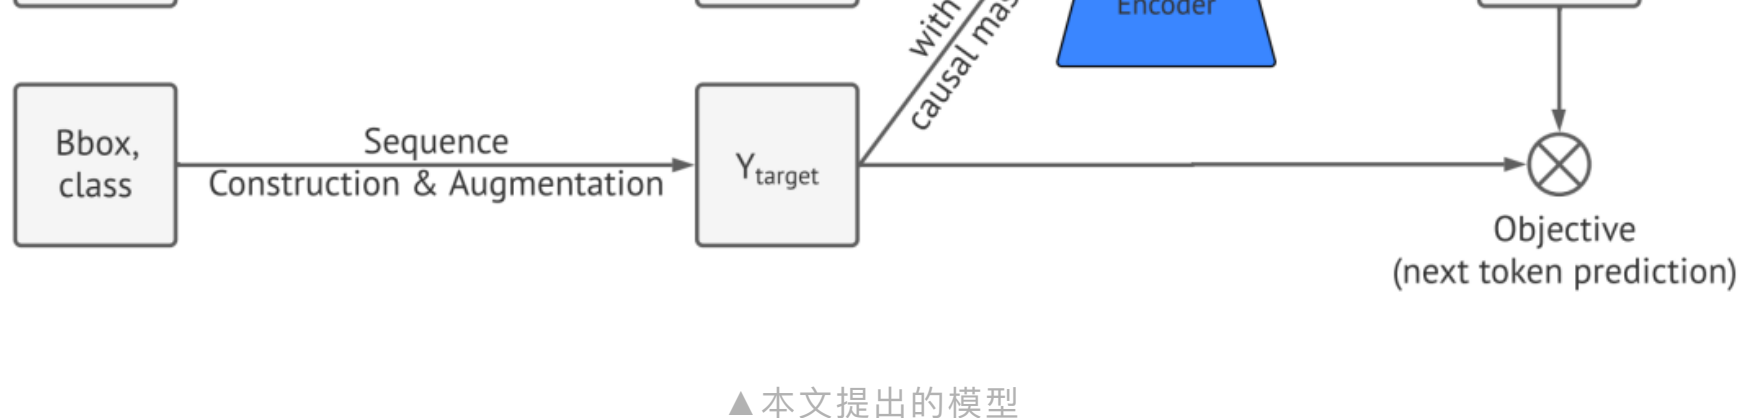 Encoder
with
causal
Bbox,
class
Sequence
Construction & Augmentation
Ytarget
Objective
(next token prediction)
▲本文提出的模型